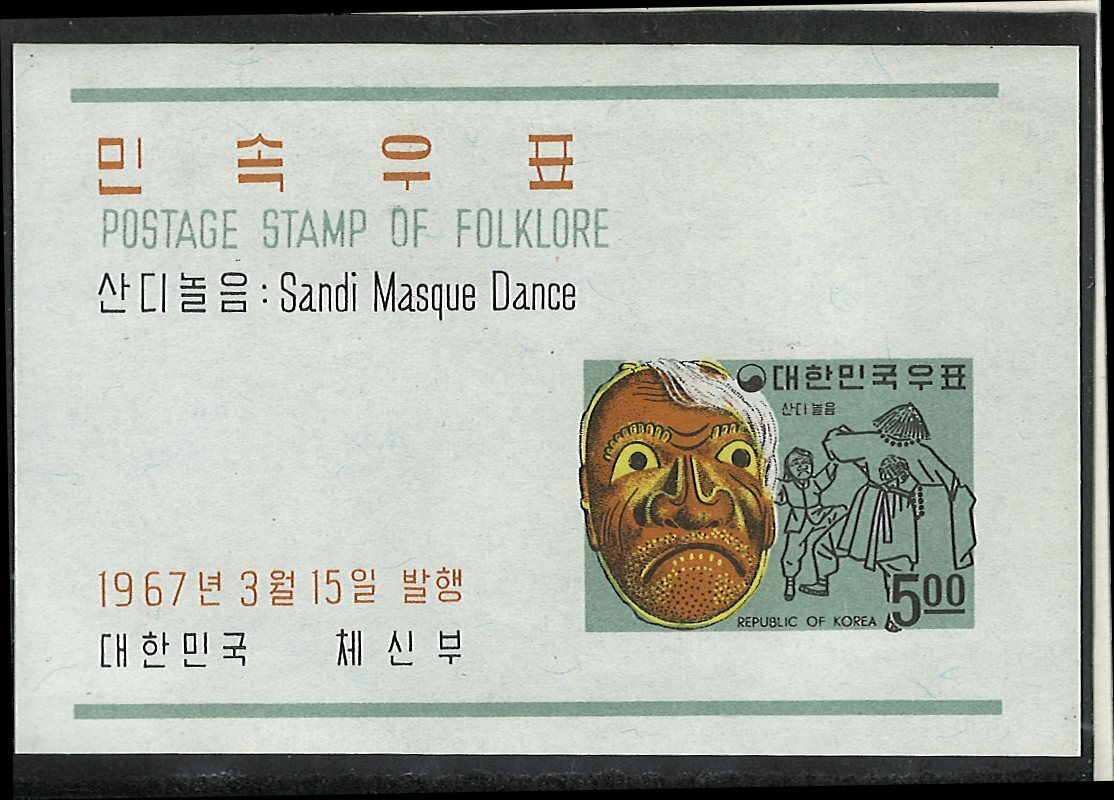 민속우표
POSTAGE STAMP OF FOLKLORE
산디놀음: Sandi Masque Dance
대한민국우표
산디놀음
REPUBLIC OF KOREA
5.00
1967년 3월 15일 발행
대한민국 체신부